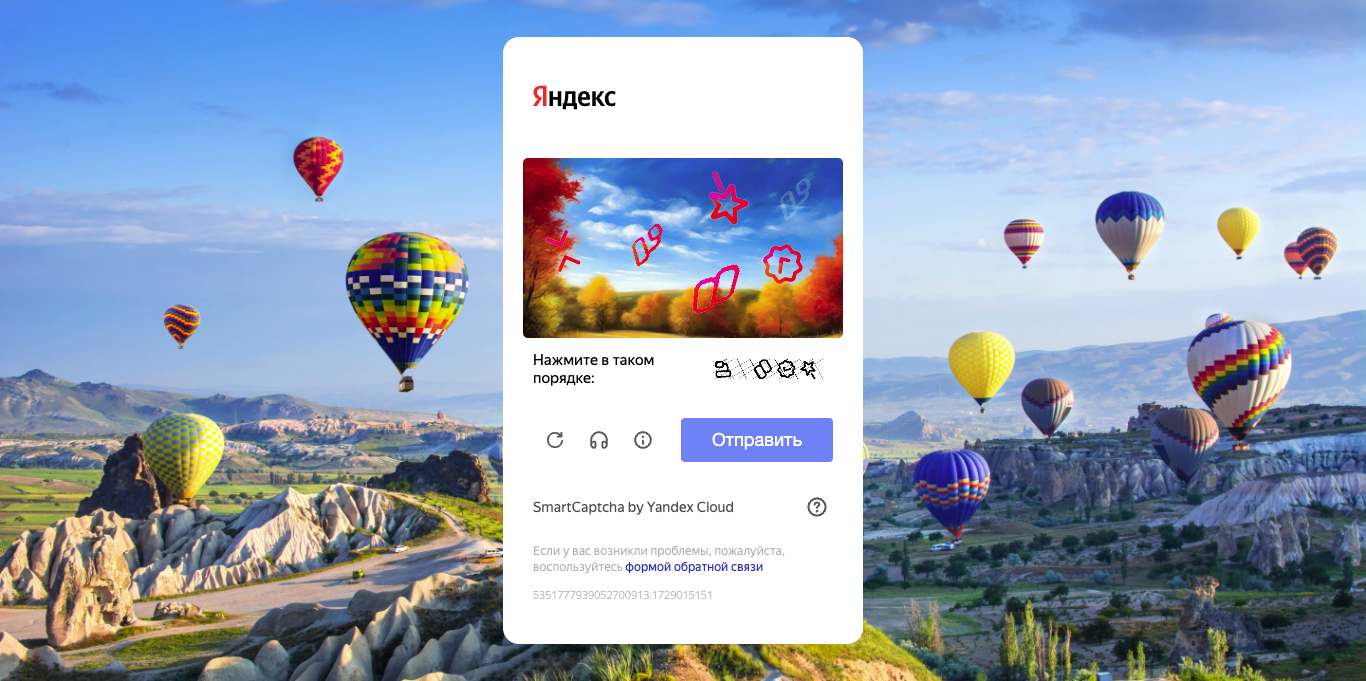 Яндекс
Нажмите в таком
порядке:
Отправить
SmartCaptcha by Yandex Cloud
Если у вас возникли проблемы, пожалуйста,
воспользуйтесь формой обратной связи
5351777939052700913:1729015151